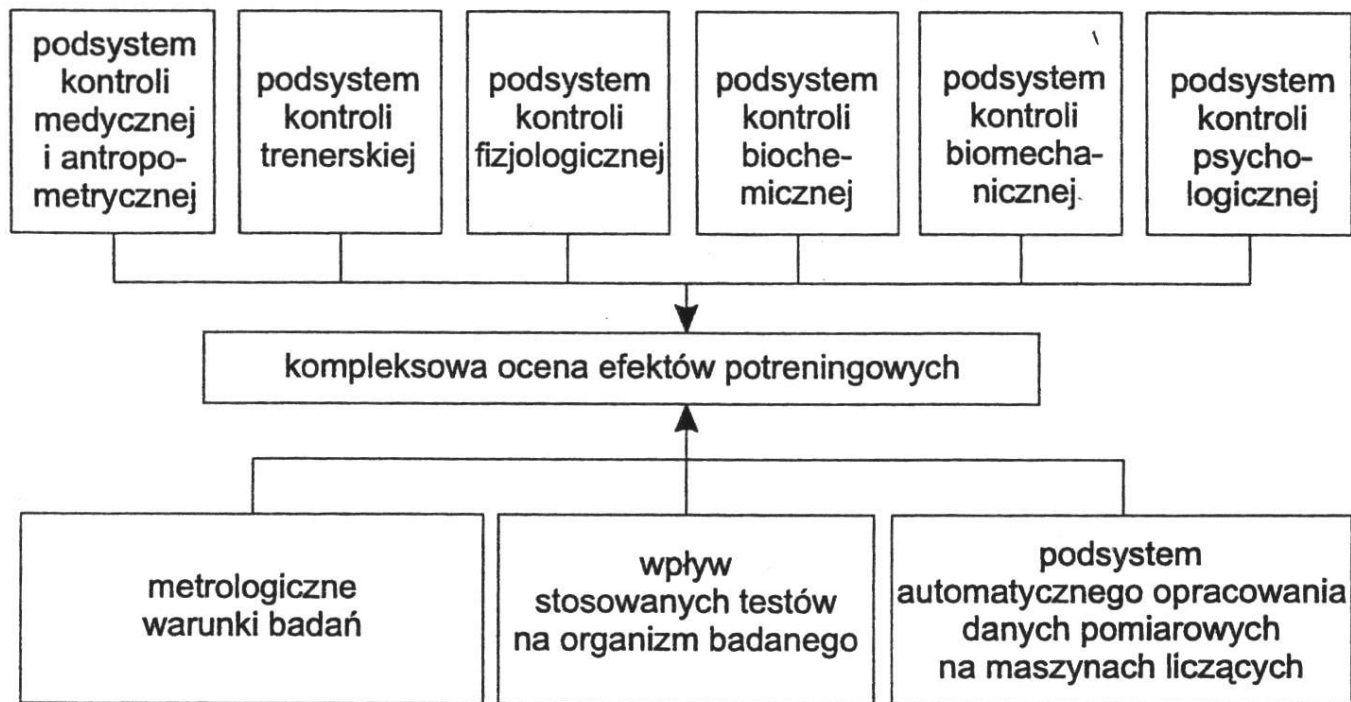 podsystem
kontroli
medycznej
i antropo-
metrycznej
podsystem
kontroli
trenerskiej
podsystem
kontroli
fizjologicznej
podsystem
kontroli
bioche-
micznej
podsystem
kontroli
biomecha-
nicznej
podsystem
kontroli
psycho-
logicznej
kompleksowa ocena efektów potreningowych
metrologiczne
warunki badań
wpływ
stosowanych testów
na organizm badanego
podsystem
automatycznego opracowania
danych pomiarowych
na maszynach liczących